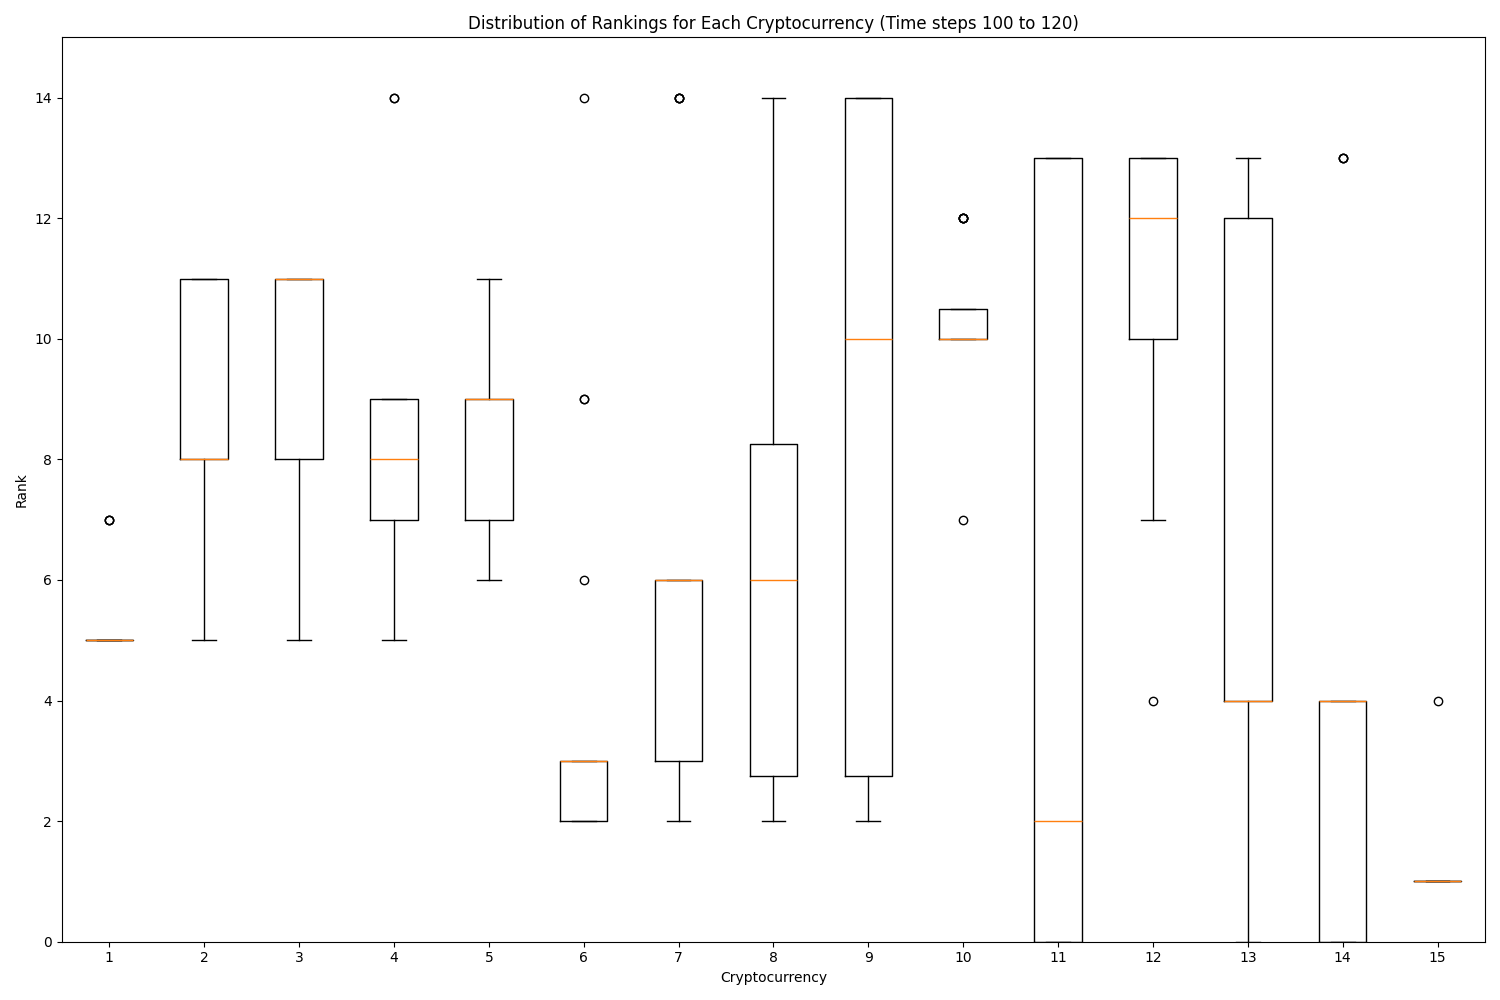 Distribution of Rankings for Each Cryptocurrency (Time steps 100 to 120)
14
12
10
8
6
4
2
0
Rank
1 2 3 4 5 6 7 8 9 10 11 12 13 14 15
Cryptocurrency